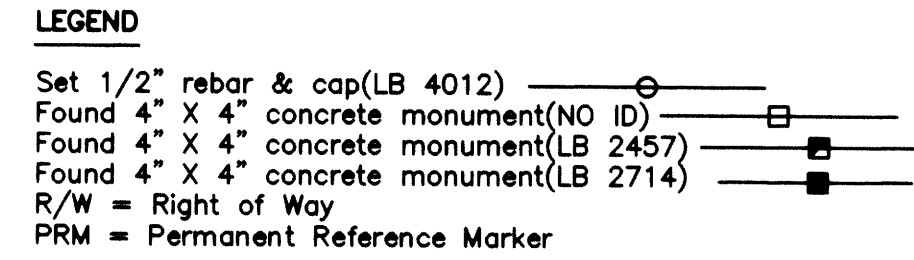 LEGEND
Set 1/2" rebar & cap(LB 4012)
Found 4" X 4" concrete monument(NO ID)
Found 4" X 4" concrete monument(LB 2457)
Found 4" X 4" concrete monument(LB 2714)
R/W = Right of Way
PRM = Permanent Reference Marker